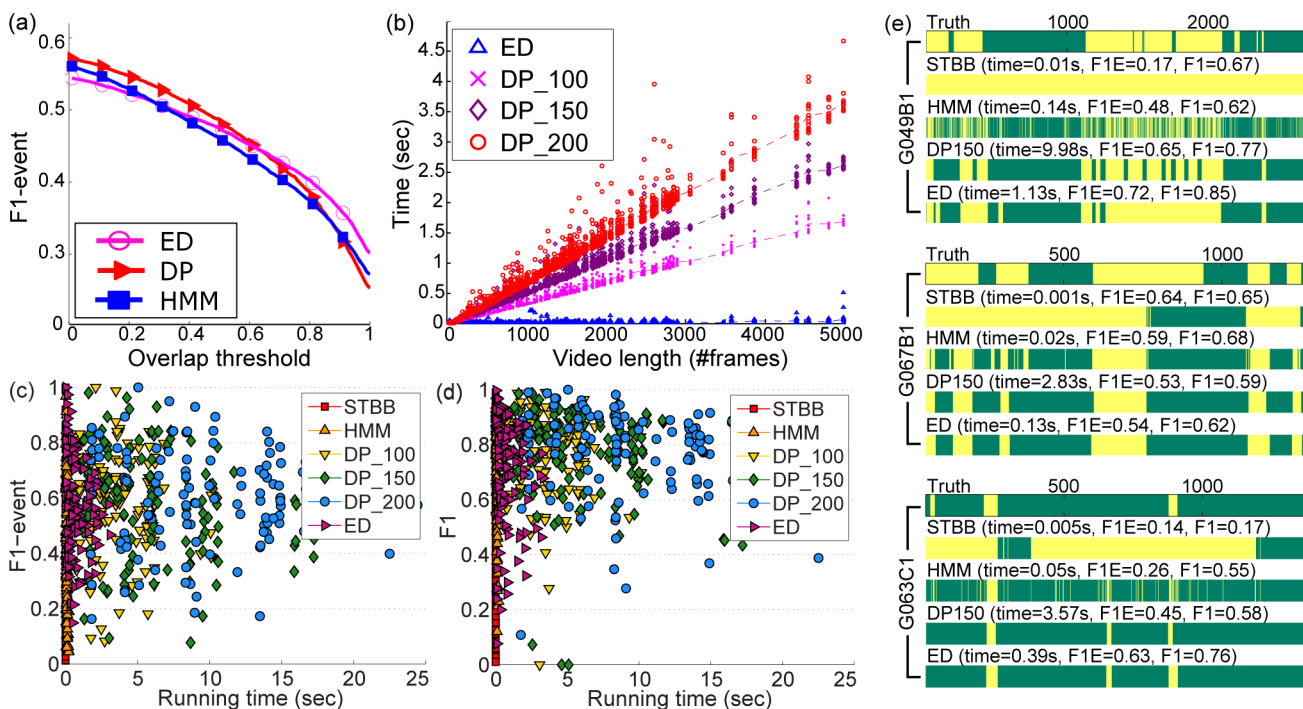 (a)
0.6
0.5
0.4
0.3
0
0.2
0.4
0.6
0.8
1
F1-event
Overlap threshold
ED
DP
HMM
(b)
4.5
4
3.5
3
2.5
2
1.5
1
0.5
0
0
1000
2000
3000
4000
5000
Time (sec)
Video length (#frames)
ED
DP_100
DP_150
DP_200
(c)
1
0.8
0.6
0.4
0.2
0
0
5
10
15
20
25
F1-event
Running time (sec)
STBB
HMM
DP_100
DP_150
DP_200
ED
(d)
1
0.8
0.6
0.4
0.2
0
0
5
10
15
20
25
F1
Running time (sec)
STBB
HMM
DP_100
DP_150
DP_200
ED
(e)
G049B1
Truth 1000 2000
STBB (time=0.01s, F1E=0.17, F1=0.67)
HMM (time=0.14s, F1E=0.48, F1=0.62)
DP150 (time=9.98s, F1E=0.65, F1=0.77)
ED (time=1.13s, F1E=0.72, F1=0.85)
G067B1
Truth 500 1000
STBB (time=0.001s, F1E=0.64, F1=0.65)
HMM (time=0.02s, F1E=0.59, F1=0.68)
DP150 (time=2.83s, F1E=0.53, F1=0.59)
ED (time=0.13s, F1E=0.54, F1=0.62)
G063C1
Truth 500 1000
STBB (time=0.005s, F1E=0.14, F1=0.17)
HMM (time=0.05s, F1E=0.26, F1=0.55)
DP150 (time=3.57s, F1E=0.45, F1=0.58)
ED (time=0.39s, F1E=0.63, F1=0.76)